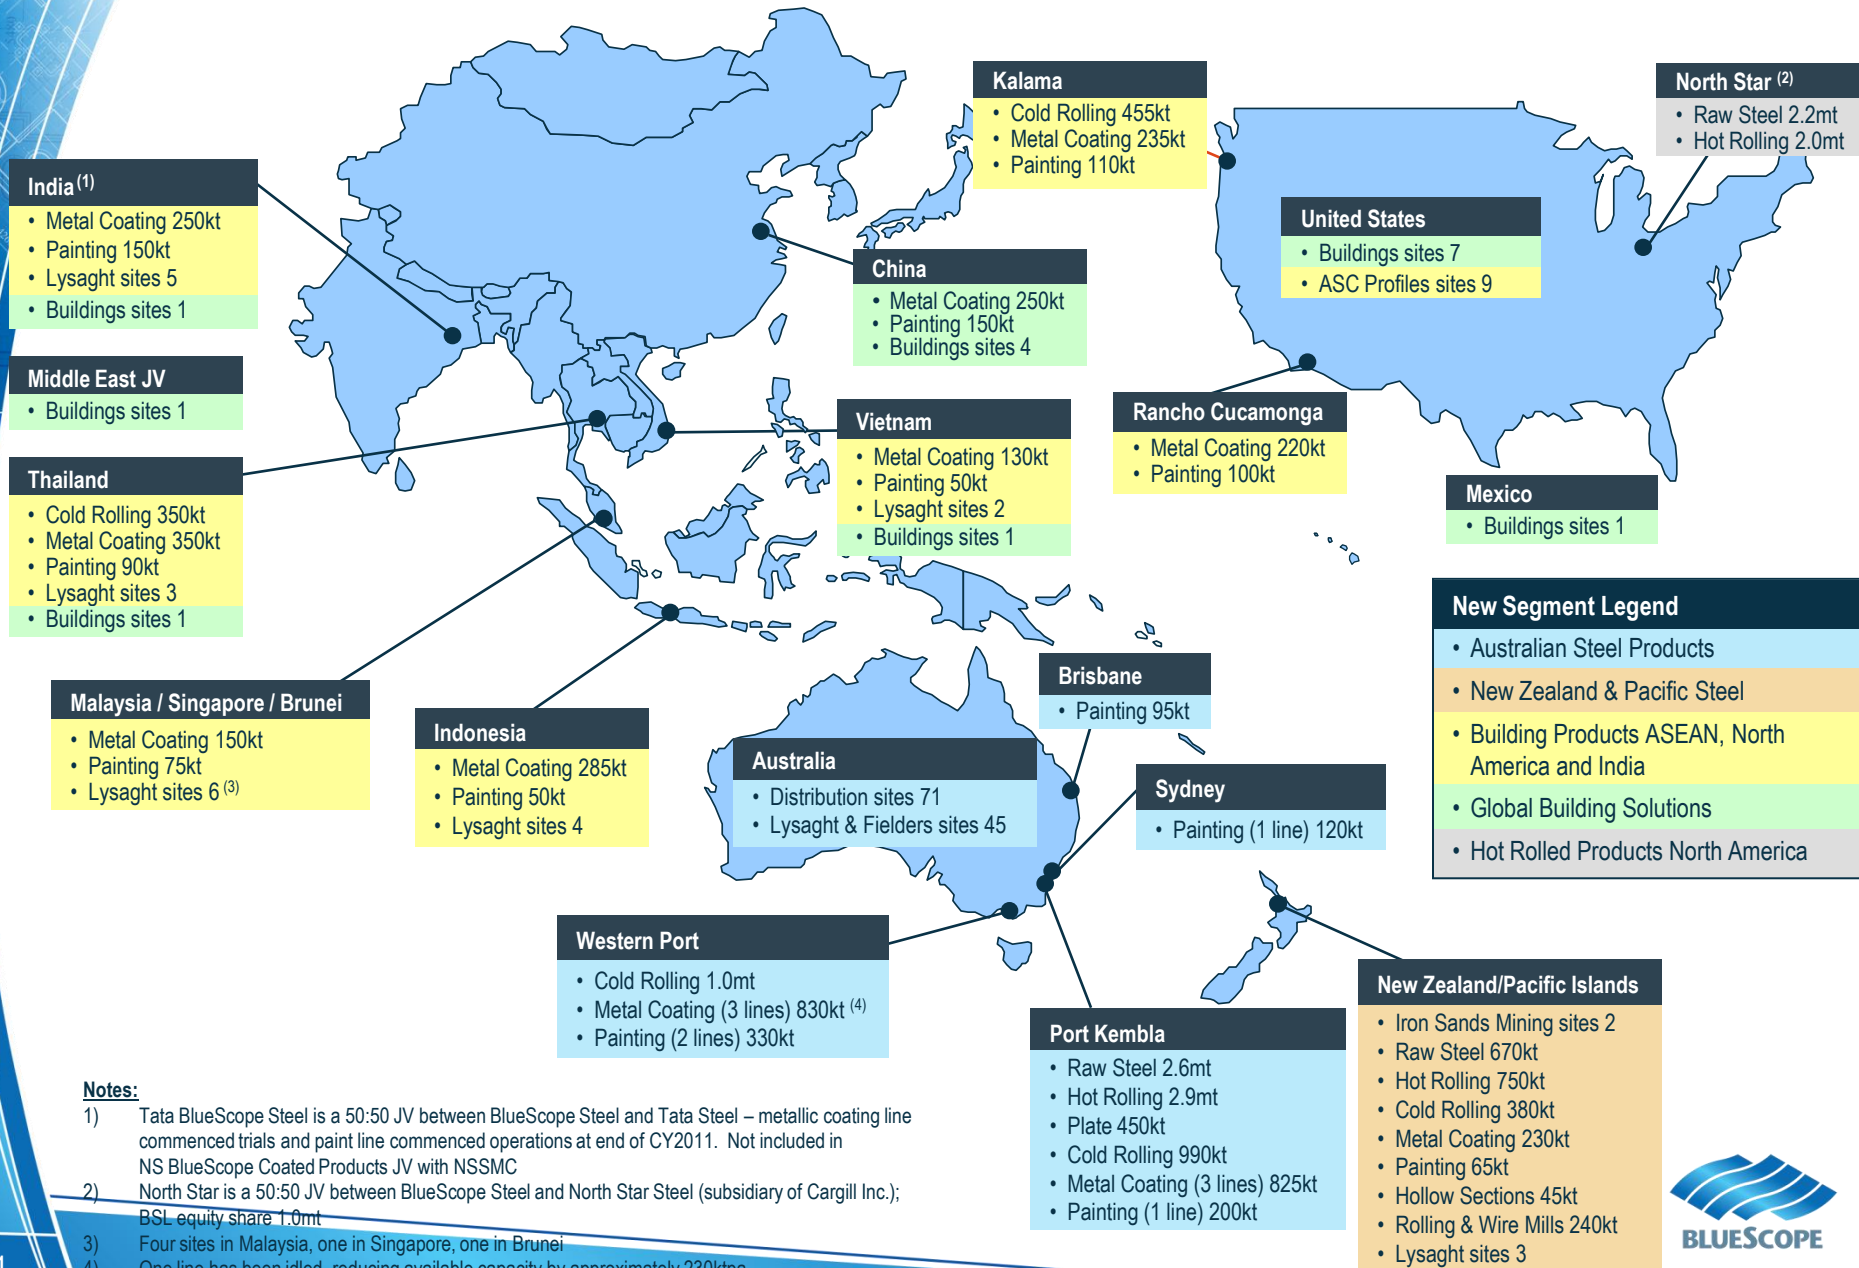 Kalama
• Cold Rolling 455kt
• Metal Coating 235kt
• Painting 110kt
North Star (2)
• Raw Steel 2.2mt
• Hot Rolling 2.0mt
India (1)
• Metal Coating 250kt
• Painting 150kt
• Lysaght sites 5
• Buildings sites 1
United States
• Buildings sites 7
• ASC Profiles sites 9
China
• Metal Coating 250kt
• Painting 150kt
• Buildings sites 4
Middle East JV
• Buildings sites 1
Vietnam
• Metal Coating 130kt
• Painting 50kt
• Lysaght sites 2
• Buildings sites 1
Rancho Cucamonga
• Metal Coating 220kt
• Painting 100kt
Thailand
• Cold Rolling 350kt
• Metal Coating 350kt
• Painting 90kt
• Lysaght sites 3
• Buildings sites 1
Mexico
• Buildings sites 1
New Segment Legend
• Australian Steel Products
• New Zealand & Pacific Steel
• Building Products ASEAN, North
America and India
• Global Building Solutions
• Hot Rolled Products North America
Malaysia / Singapore / Brunei
• Metal Coating 150kt
• Painting 75kt
• Lysaght sites 6 (3)
Indonesia
• Metal Coating 285kt
• Painting 50kt
• Lysaght sites 4
Brisbane
• Painting 95kt
Australia
• Distribution sites 71
• Lysaght & Fielders sites 45
Sydney
• Painting (1 line) 120kt
Western Port
• Cold Rolling 1.0mt
• Metal Coating (3 lines) 830kt (4)
• Painting (2 lines) 330kt
Port Kembla
• Raw Steel 2.6mt
• Hot Rolling 2.9mt
• Plate 450kt
• Cold Rolling 990kt
• Metal Coating (3 lines) 825kt
• Painting (1 line) 200kt
New Zealand/Pacific Islands
• Iron Sands Mining sites 2
• Raw Steel 670kt
• Hot Rolling 750kt
• Cold Rolling 380kt
• Metal Coating 230kt
• Painting 65kt
• Hollow Sections 45kt
• Rolling & Wire Mills 240kt
• Lysaght sites 3
Notes:
1) Tata BlueScope Steel is a 50:50 JV between BlueScope Steel and Tata Steel – metallic coating line
commenced trials and paint line commenced operations at end of CY2011. Not included in
NS BlueScope Coated Products JV with NSSMC
2) North Star is a 50:50 JV between BlueScope Steel and North Star Steel (subsidiary of Cargill Inc.);
BSL equity share 1.0mt
3) Four sites in Malaysia, one in Singapore, one in Brunei
4) One line has been idled, reducing available capacity by approximately 230ktpa
BLUESCOPE